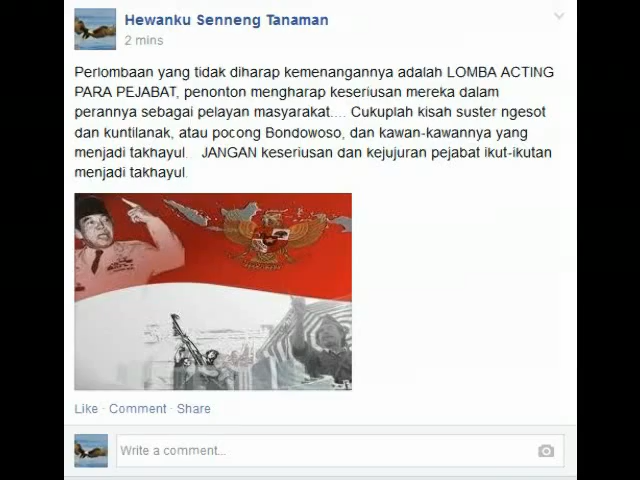 Hewanku Senneng Tanaman
2 mins
Perlombaan yang tidak diharap kemenangannya adalah LOMBA ACTING
PARA PEJABAT, penonton mengharap keseriusan mereka dalam
perannya sebagai pelayan masyarakat.... Cukuplah kisah suster ngesot
dan kuntilanak, atau pocong Bondowoso, dan kawan-kawannya yang
menjadi takhayul. JANGAN keseriusan dan kejujuran pejabat ikut-ikutan
menjadi takhayul.
Like · Comment · Share
Write a comment...